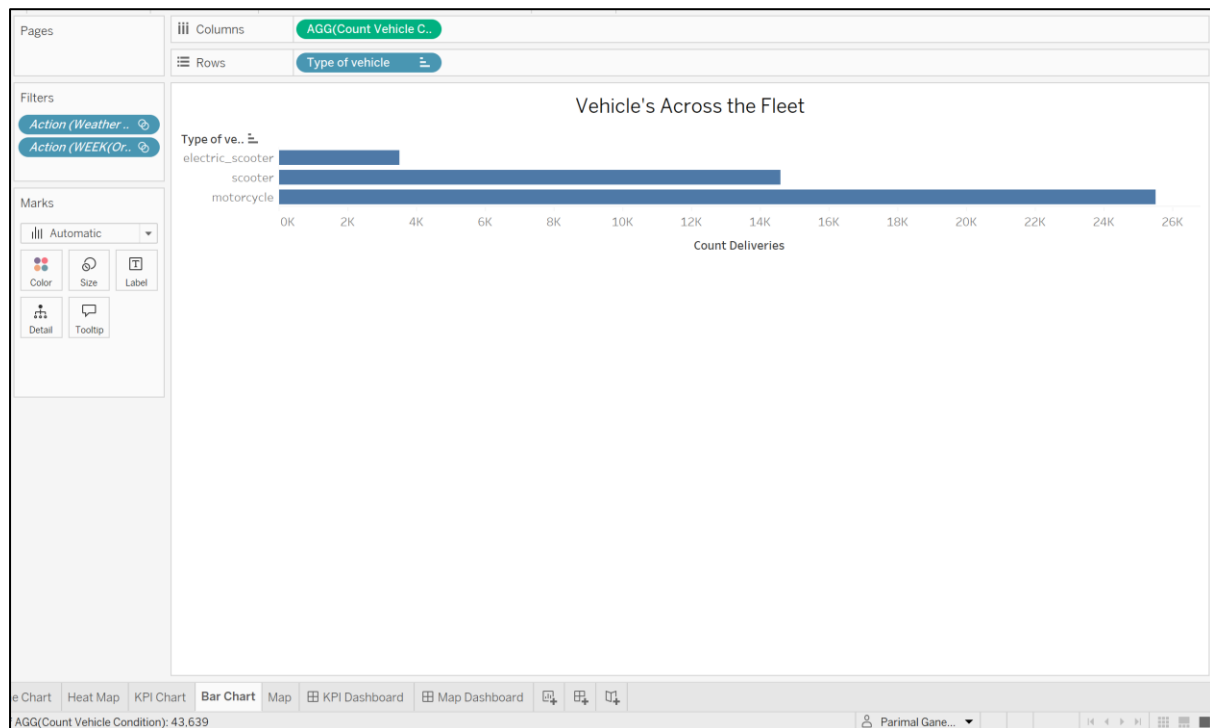 Pages
Columns
AGG(Count Vehicle C..
Rows
Type of vehicle
Filters
Action (Weather ..
Action (WEEK(Or..
Marks
Automatic
Color Size Label
Detail Tooltip
Vehicle's Across the Fleet
Type of ve..
electric_scooter
scooter
motorcycle
0K 2K 4K 6K 8K 10K 12K 14K 16K 18K 20K 22K 24K 26K
Count Deliveries
e Chart Heat Map KPI Chart Bar Chart Map KPI Dashboard Map Dashboard
AGG(Count Vehicle Condition): 43,639 Parimal Gane...